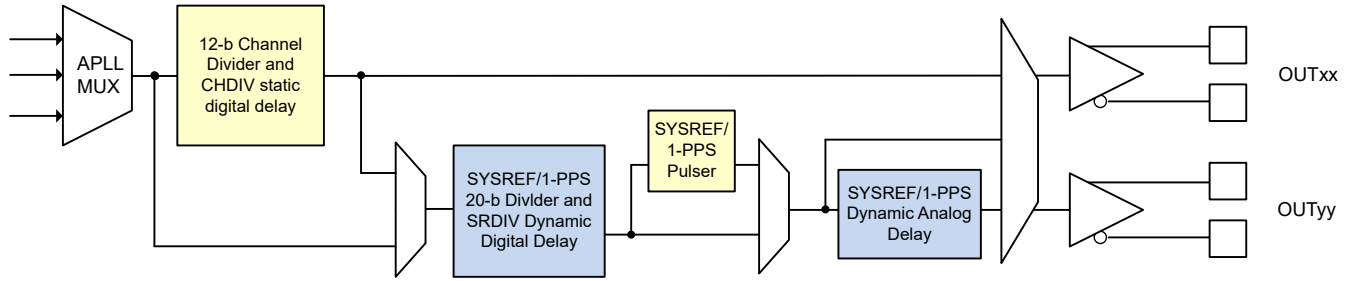 APLL
MUX
12-b Channel
Divider and
CHDIV static
digital delay
SYSREF/1-PPS
20-b Divlder and
SRDIV Dynamic
Digital Delay
SYSREF/
1-PPS
Pulser
SYSREF/1-PPS
Dynamic Analog
Delay
OUTxx
OUTyy